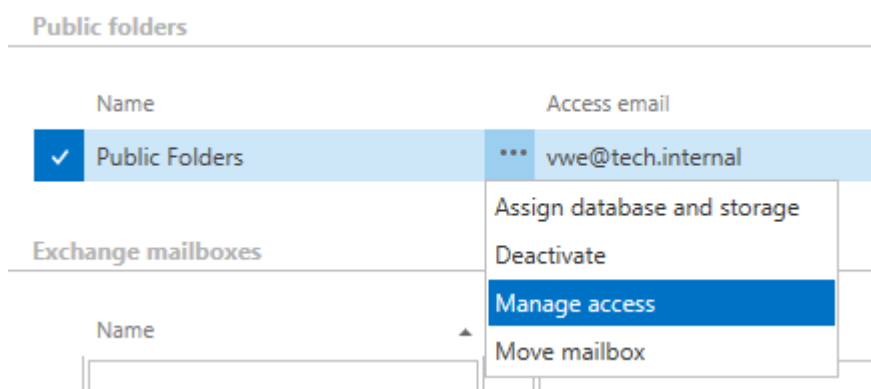 Public folders
Name Access email
Public Folders ••• vwe@tech.internal
Assign database and storage
Exchange mailboxes Deactivate
Manage access
Name
Move mailbox